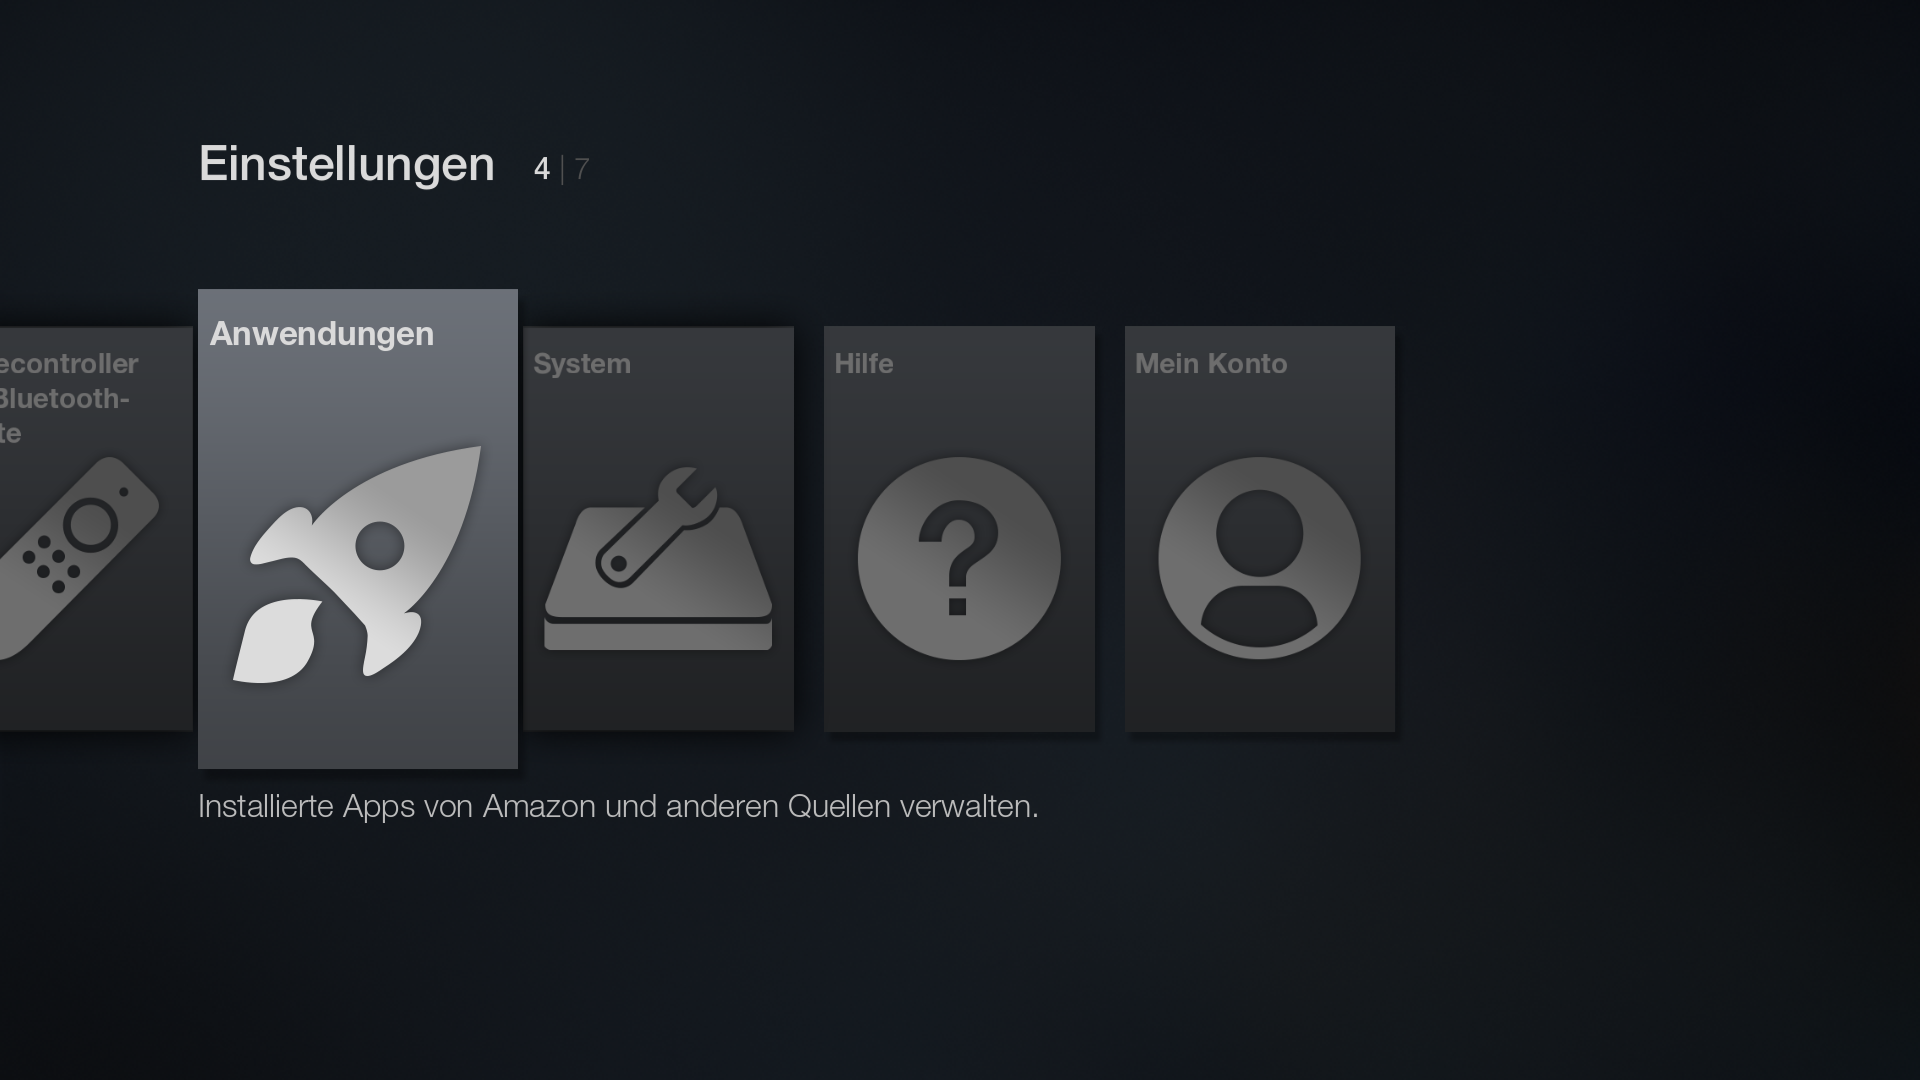 Einstellungen 4 | 7
econtroller
Bluetooth-
te
Anwendungen
System
Hilfe
Mein Konto
Installierte Apps von Amazon und anderen Quellen verwalten.